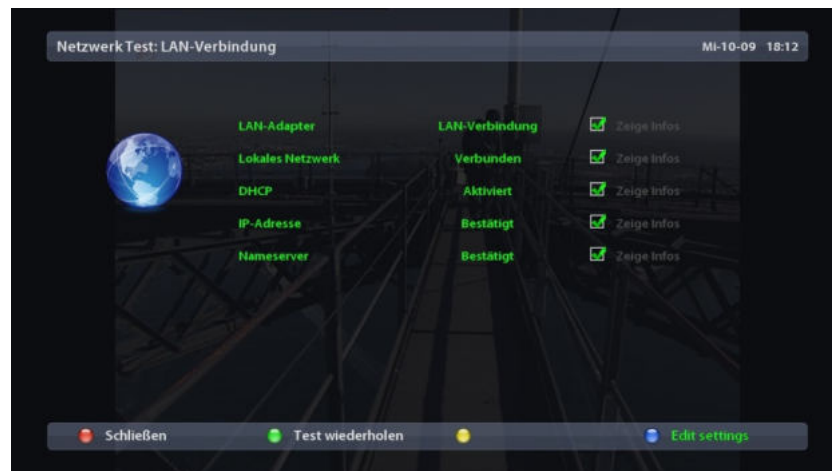 Netzwerk Test: LAN-Verbindung Mi-10-09 18:12
LAN-Adapter LAN-Verbindung Zeige Infos
Lokales Netzwerk Verbunden Zeige Infos
DHCP Aktiviert Zeige Infos
IP-Adresse Bestätigt Zeige Infos
Nameserver Bestätigt Zeige Infos
Schließen Test wiederholen Edit settings